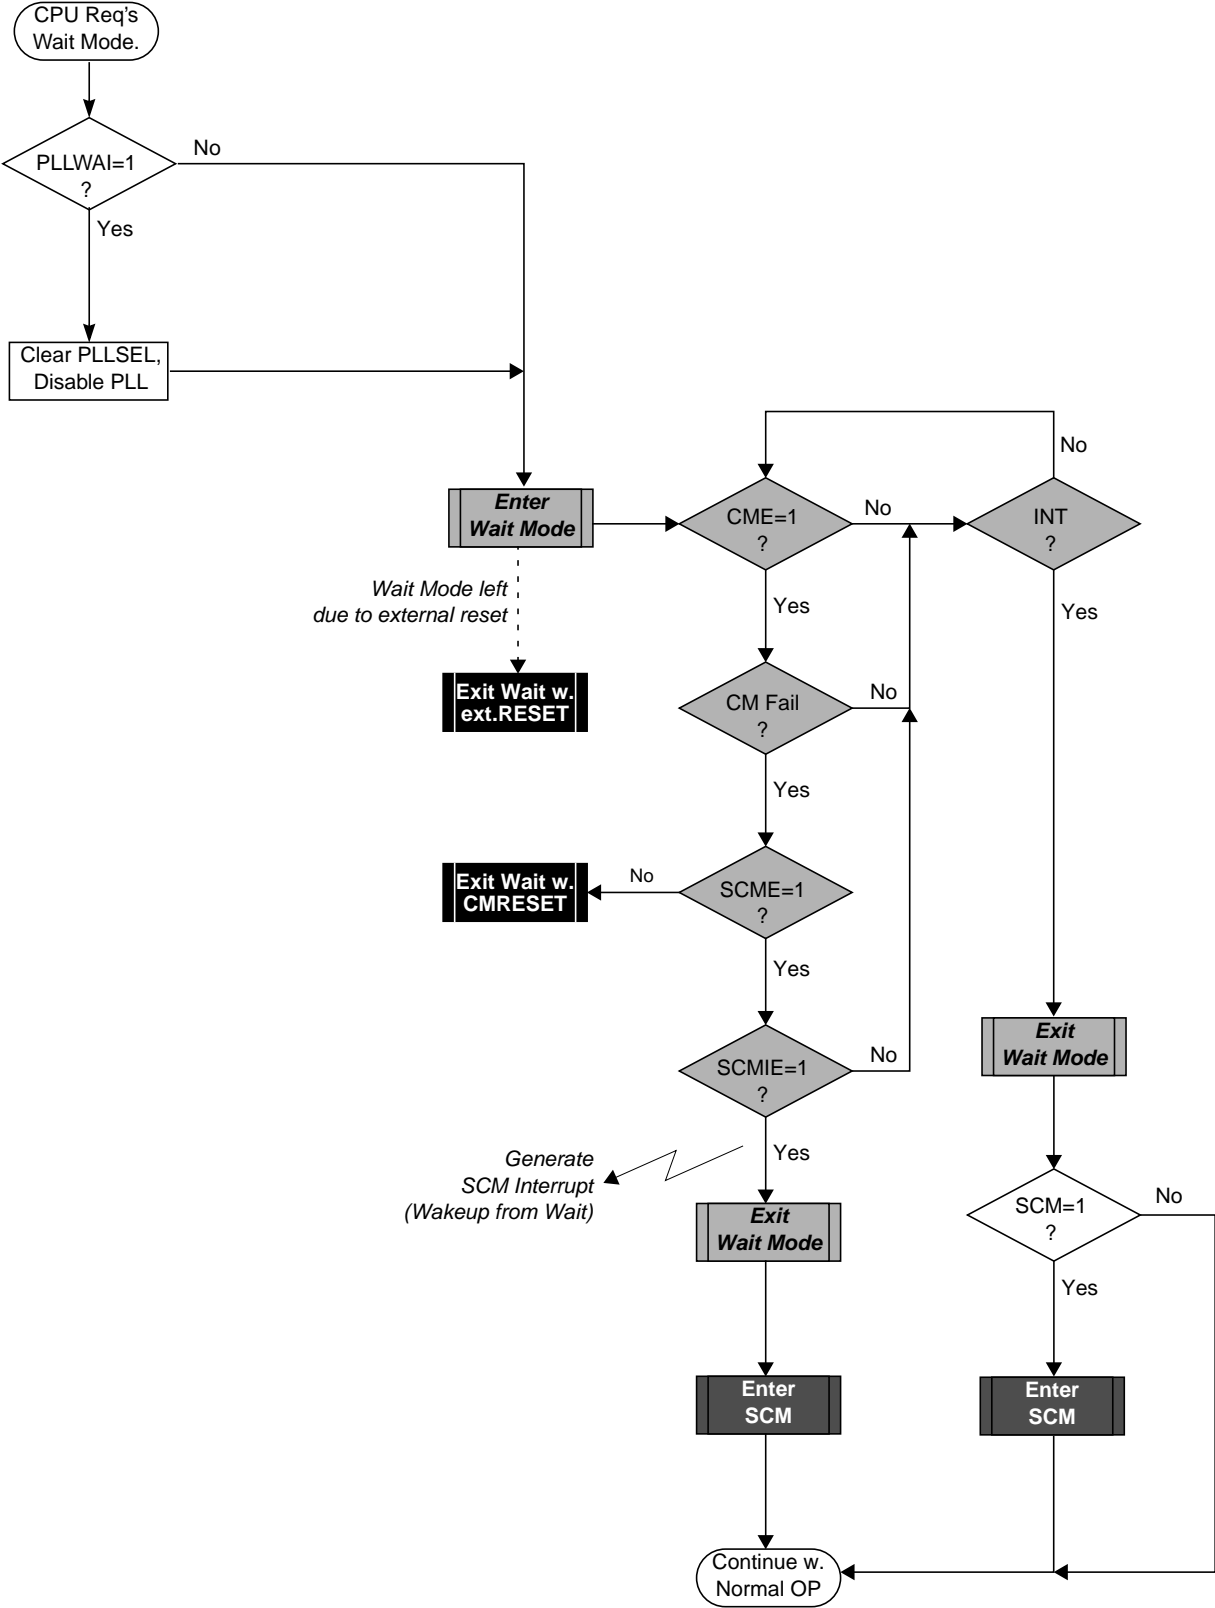 CPU Req's
Wait Mode.
PLLWAI=1
?
No
Yes
Clear PLLSEL,
Disable PLL
No
Enter
Wait Mode
CME=1
?
No
INT
?
Wait Mode left
due to external reset
Yes
Yes
Exit Wait w.
ext.RESET
CM Fail
?
No
Yes
Exit Wait w.
CMRESET
No
SCME=1
?
Yes
SCMIE=1
?
No
Exit
Wait Mode
Generate
SCM Interrupt
(Wakeup from Wait)
Yes
Exit
Wait Mode
SCM=1
?
No
Yes
Enter
SCM
Enter
SCM
Continue w.
Normal OP